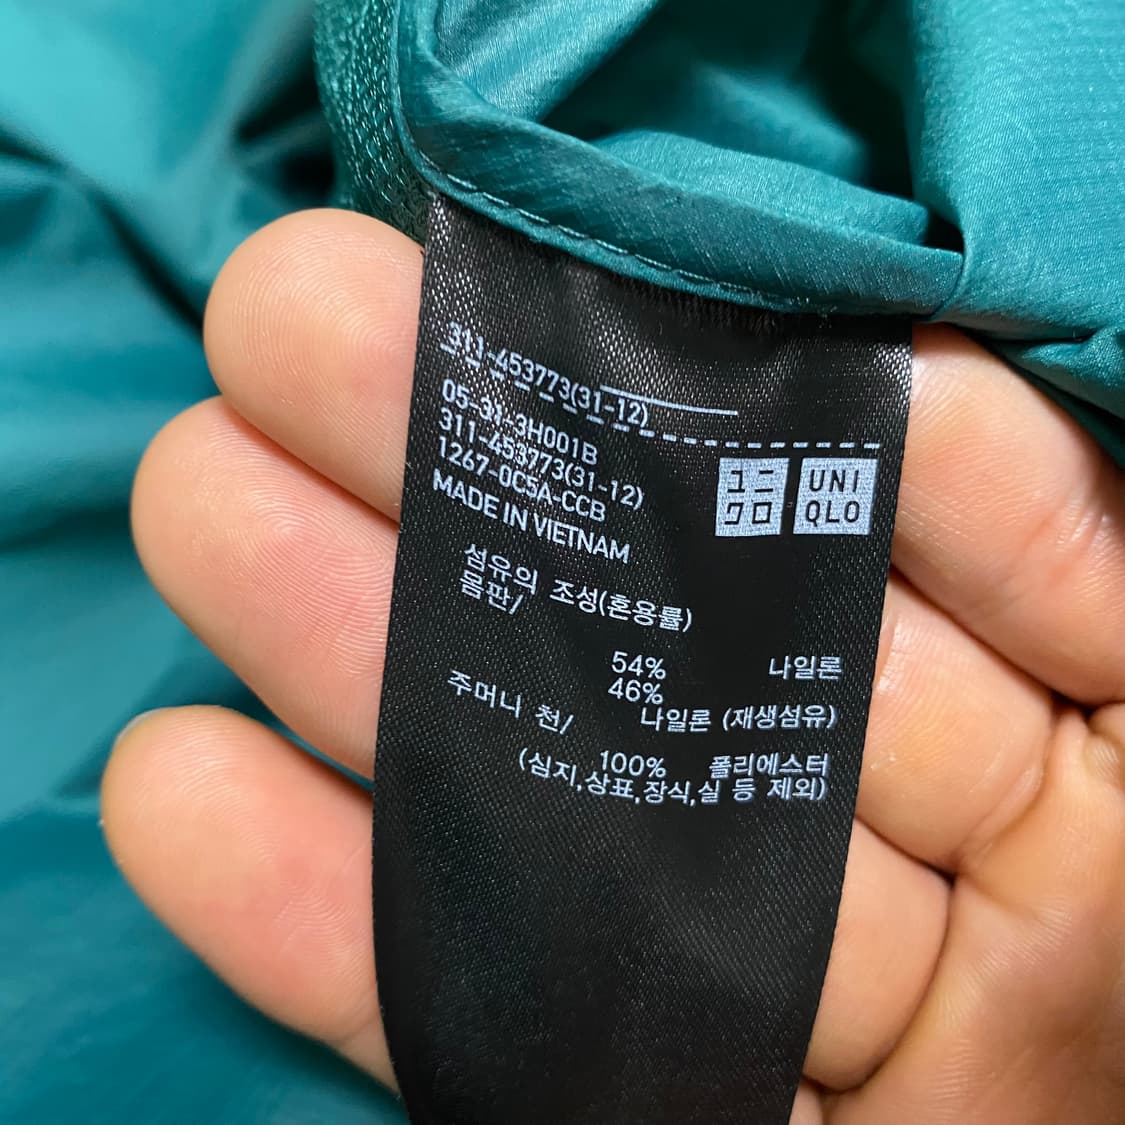 311-453773(31-12)
05-31-3H001B
311-453773(31-12)
1267-0C5A-CCB
MADE IN VIETNAM
ユニ
クロ
UNI
QLO
섬유의 조성(혼용률)
몸판/
54% 나일론
46% 나일론 (재생섬유)
주머니 천/
100% 폴리에스터
(심지,상표,장식,실 등 제외)